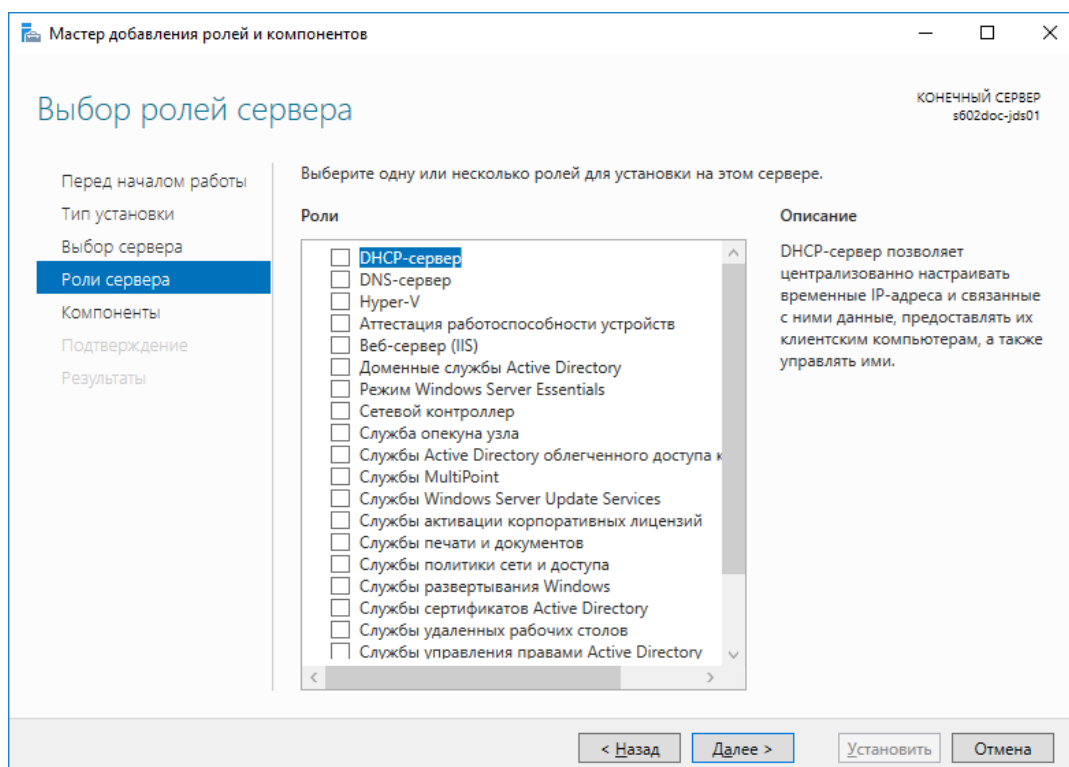 Мастер добавления ролей и компонентов
Выбор ролей сервера
КОНЕЧНЫЙ СЕРВЕР
s602doc-jds01
Перед началом работы
Тип установки
Выбор сервера
Роли сервера
Компоненты
Подтверждение
Результаты
Выберите одну или несколько ролей для установки на этом сервере.
Роли
DHCP-сервер
DNS-сервер
Hyper-V
Аттестация работоспособности устройств
Веб-сервер (IIS)
Доменные службы Active Directory
Режим Windows Server Essentials
Сетевой контроллер
Служба опекуна узла
Службы Active Directory облегченного доступа к
Службы MultiPoint
Службы Windows Server Update Services
Службы активации корпоративных лицензий
Службы печати и документов
Службы политики сети и доступа
Службы развертывания Windows
Службы сертификатов Active Directory
Службы удаленных рабочих столов
Службы управления правами Active Directory
Описание
DHCP-сервер позволяет
централизованно настраивать
временные IP-адреса и связанные
с ними данные, предоставлять их
клиентским компьютерам, а также
управлять ими.
< Назад
Далее >
Установить
Отмена